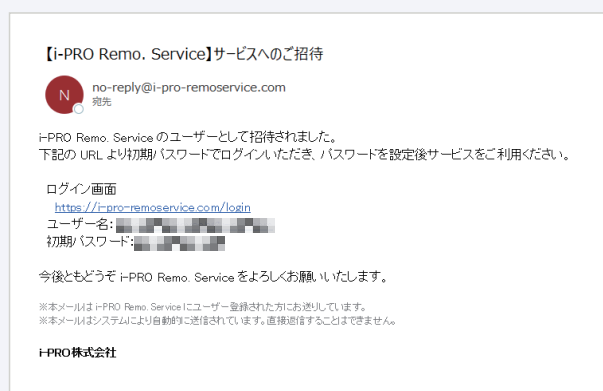 【i-PRO Remo. Service】サービスへのご招待
N
no-reply@i-pro-remoservice.com
宛先
i-PRO Remo. Service のユーザーとして招待されました。
下記の URL より初期パスワードでログインいただき、パスワードを設定後サービスをご利用ください。
ログイン画面
https://i-pro-remoservice.com/login
ユーザー名:
初期パスワード:
今後ともどうぞ i-PRO Remo. Service をよろしくお願いいたします。
※本メールは i-PRO Remo. Service にユーザー登録された方にお送りしています。
※本メールはシステムにより自動的に送信されています。直接返信することはできません。
i-PRO株式会社